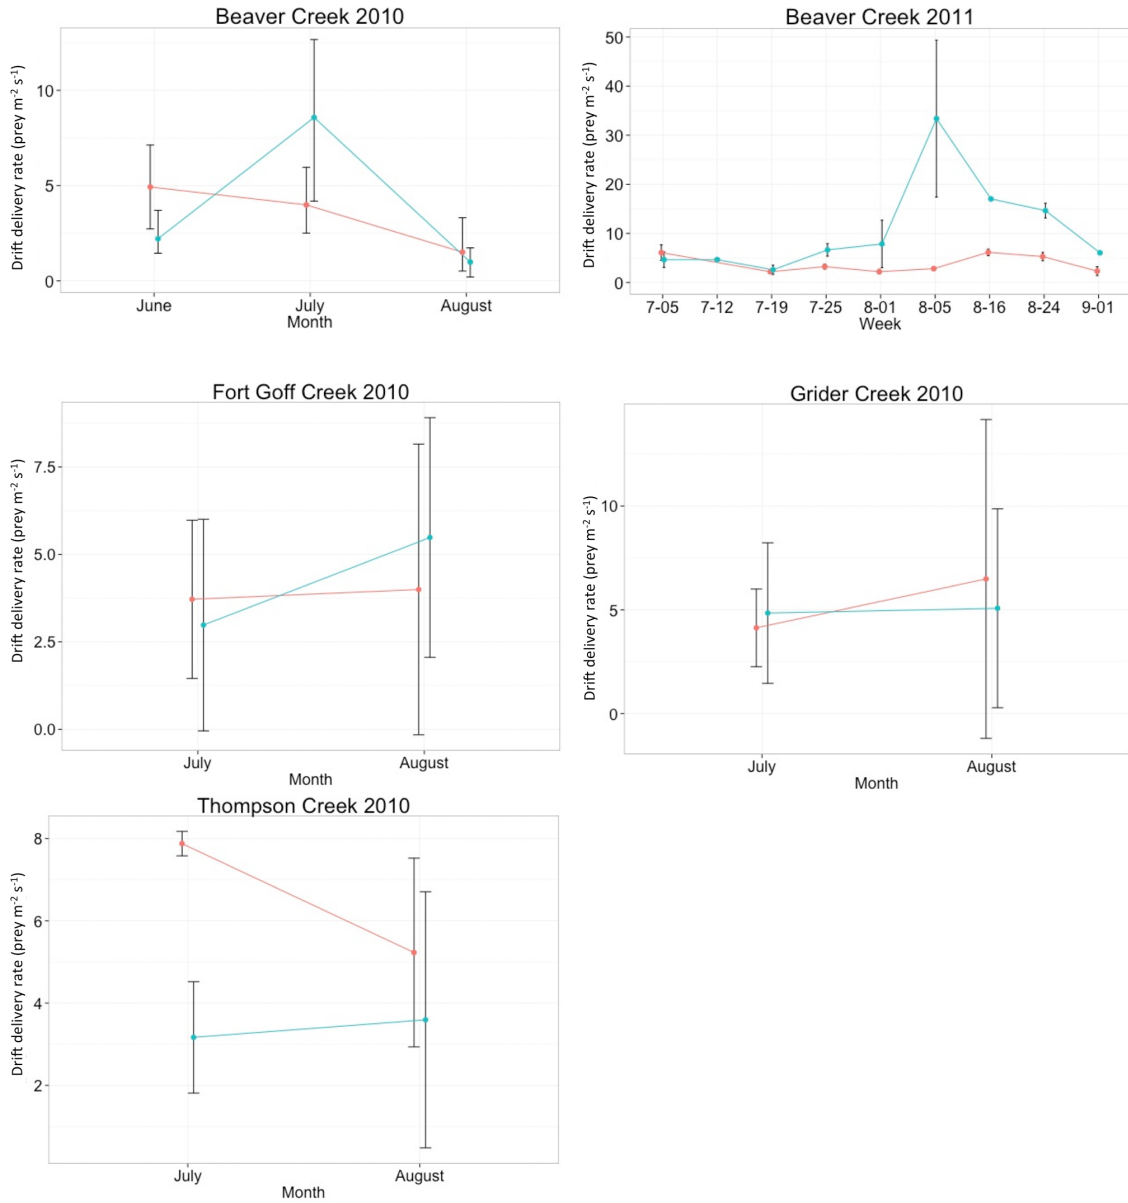 Beaver Creek 2010
Drift delivery rate (prey m⁻² s⁻¹)
10
5
0
June July August
Month
Beaver Creek 2011
Drift delivery rate (prey m⁻² s⁻¹)
50
40
30
20
10
0
7-05 7-12 7-19 7-25 8-01 8-05 8-16 8-24 9-01
Week
Fort Goff Creek 2010
Drift delivery rate (prey m⁻² s⁻¹)
7.5
5.0
2.5
0.0
July August
Month
Grider Creek 2010
Drift delivery rate (prey m⁻² s⁻¹)
10
5
0
July August
Month
Thompson Creek 2010
Drift delivery rate (prey m⁻² s⁻¹)
8
6
4
2
July August
Month